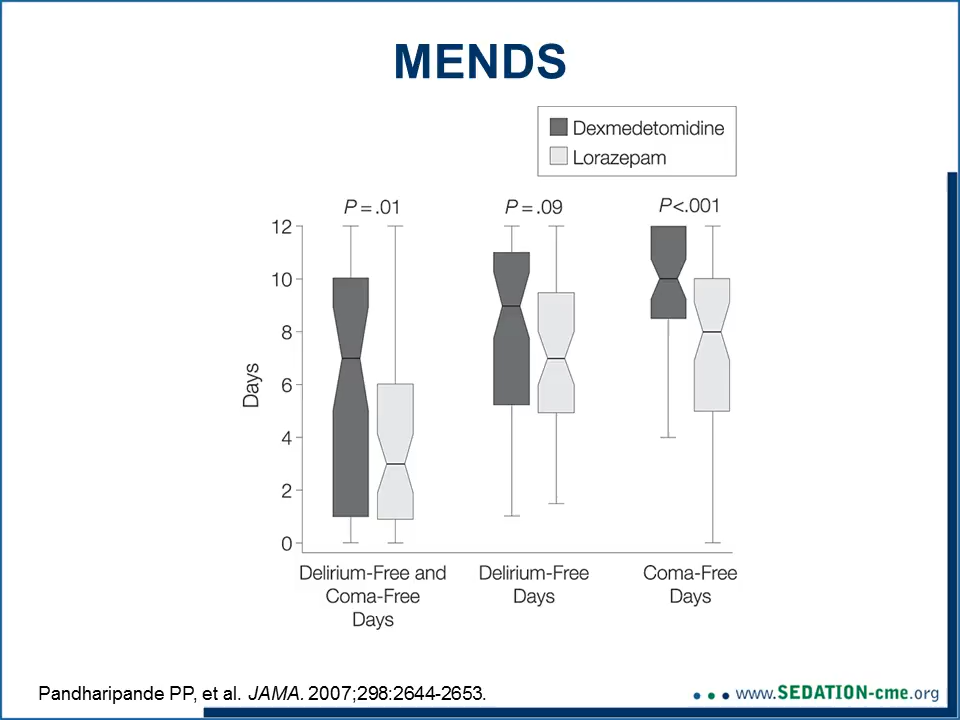 MENDS
Dexmedetomidine
Lorazepam
P = .01
P = .09
P<.001
12
10
8
6
4
2
0
Days
Delirium-Free and
Coma-Free
Days
Delirium-Free
Days
Coma-Free
Days
Pandharipande PP, et al. JAMA. 2007;298:2644-2653.
www.SEDATION-cme.org